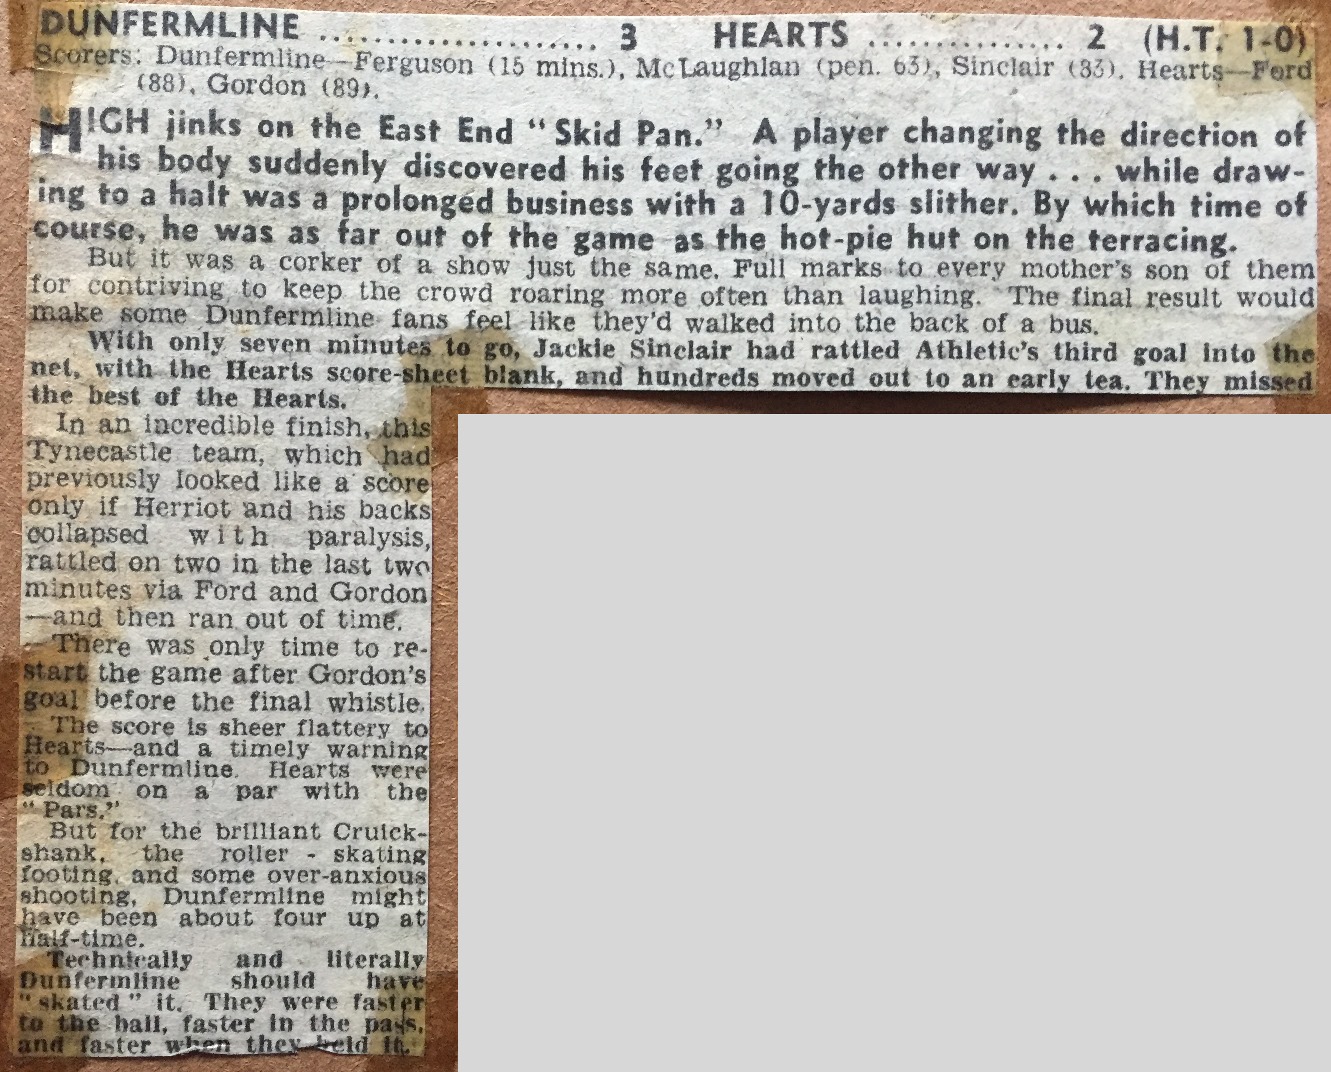 DUNFERMLINE ..................... 3 HEARTS ............... 2 (H.T. 1-0)
Scorers: Dunfermline—Ferguson (15 mins.), McLaughlan (pen. 63), Sinclair (83). Hearts—Ford
(88), Gordon (89).
HIGH jinks on the East End “Skid Pan.” A player changing the direction of
his body suddenly discovered his feet going the other way . . . while draw-
ing to a halt was a prolonged business with a 10-yards slither. By which time of
course, he was as far out of the game as the hot-pie hut on the terracing.
But it was a corker of a show just the same. Full marks to every mother's son of them
for contriving to keep the crowd roaring more often than laughing. The final result would
make some Dunfermline fans feel like they'd walked into the back of a bus.
With only seven minutes to go, Jackie Sinclair had rattled Athletic's third goal into the
net, with the Hearts score-sheet blank, and hundreds moved out to an early tea. They missed
the best of the Hearts.
In an incredible finish, this
Tynecastle team, which had
previously looked like a score
only if Herriot and his backs
collapsed with paralysis,
rattled on two in the last two
minutes via Ford and Gordon
—and then ran out of time.
There was only time to re-
start the game after Gordon's
goal before the final whistle.
The score is sheer flattery to
Hearts—and a timely warning
to Dunfermline. Hearts were
seldom on a par with the
“Pars.”
But for the brilliant Cruick-
shank, the roller - skating
footing, and some over-anxious
shooting, Dunfermline might
have been about four up at
half-time.
Technically and literally
Dunfermline should have
“skated” it. They were faster
to the ball, faster in the pass,
and faster when they held it.